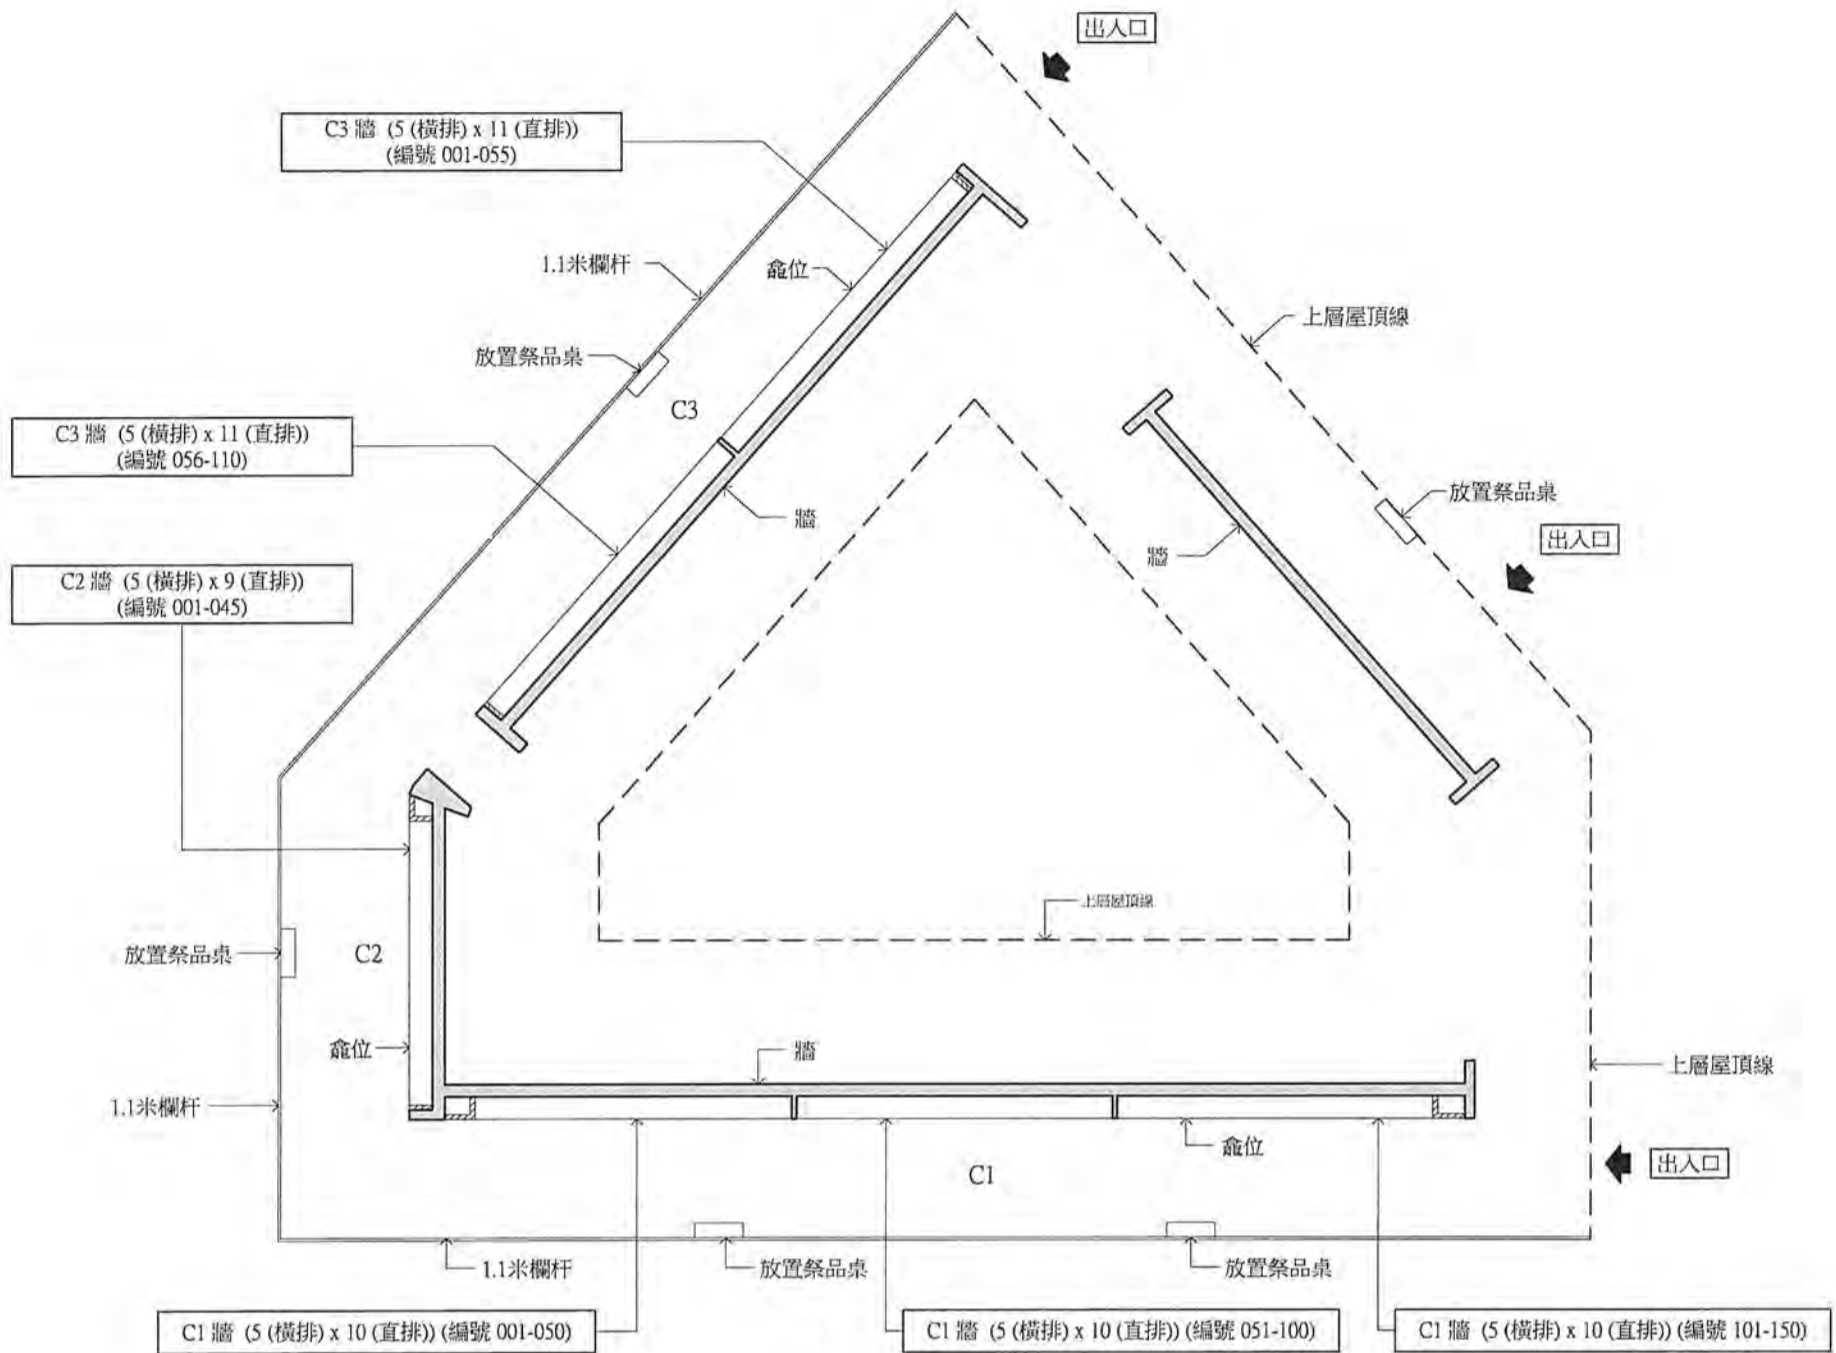 出入口
C3 牆 (5 (橫排) x 11 (直排))
(編號 001-055)
1.1米欄杆
龕位
上層屋頂線
放置祭品桌
C3
C3 牆 (5 (橫排) x 11 (直排))
(編號 056-110)
放置祭品桌
牆
出入口
牆
C2 牆 (5 (橫排) x 9 (直排))
(編號 001-045)
上層屋頂線
放置祭品桌
C2
龕位
牆
上層屋頂線
1.1米欄杆
龕位
出入口
C1
1.1米欄杆
放置祭品桌
放置祭品桌
C1 牆 (5 (橫排) x 10 (直排)) (編號 001-050)
C1 牆 (5 (橫排) x 10 (直排)) (編號 051-100)
C1 牆 (5 (橫排) x 10 (直排)) (編號 101-150)